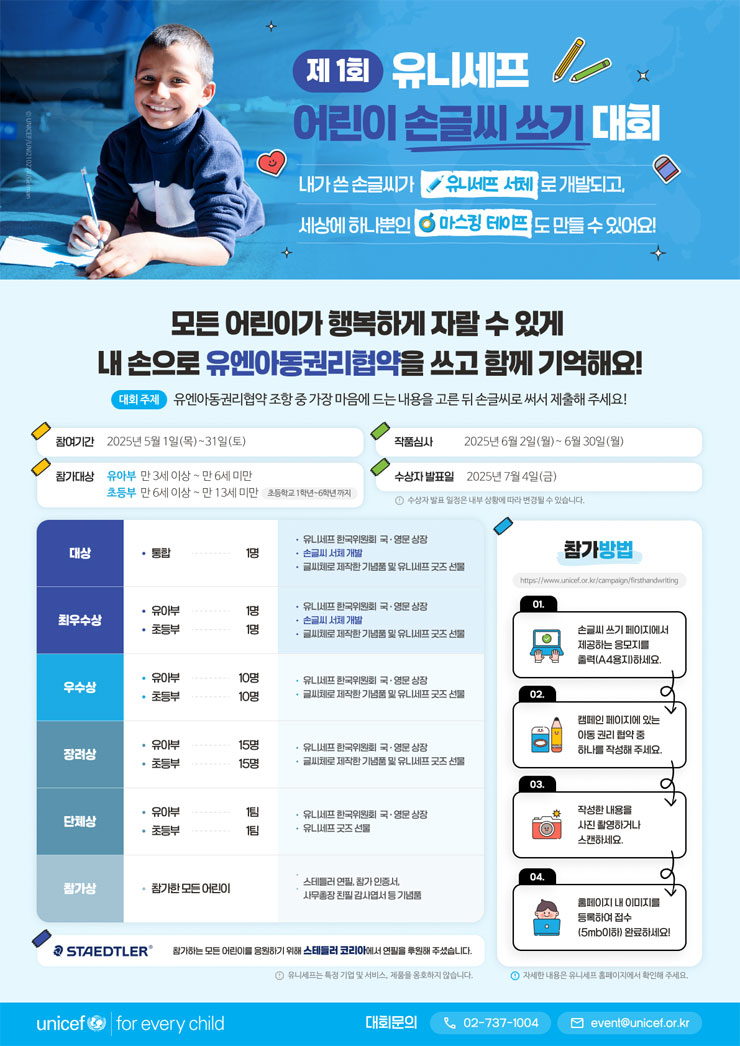 제 1회 유니세프
어린이 손글씨 쓰기 대회
내가 쓴 손글씨가 유니세프 서체 로 개발되고,
세상에 하나뿐인 마스킹 테이프 도 만들 수 있어요!
모든 어린이가 행복하게 자랄 수 있게
내 손으로 유엔아동권리협약을 쓰고 함께 기억해요!
대회 주제 유엔아동권리협약 조항 중 가장 마음에 드는 내용을 고른 뒤 손글씨로 써서 제출해 주세요!
참여기간 2025년 5월 1일(목)~31일(토)
작품심사 2025년 6월 2일(월)~ 6월 30일(월)
참가대상 유아부 만 3세 이상 ~ 만 6세 미만
초등부 만 6세 이상 ~ 만 13세 미만 초등학교 1학년~6학년 까지
수상자 발표일 2025년 7월 4일(금)
수상자 발표 일정은 내부 상황에 따라 변경될 수 있습니다.
대상
• 통합 1명
• 유니세프 한국위원회 국·영문 상장
• 손글씨 서체 개발
• 글씨체로 제작한 기념품 및 유니세프 굿즈 선물
최우수상
• 유아부 1명
• 초등부 1명
• 유니세프 한국위원회 국·영문 상장
• 손글씨 서체 개발
• 글씨체로 제작한 기념품 및 유니세프 굿즈 선물
우수상
• 유아부 10명
• 초등부 10명
• 유니세프 한국위원회 국·영문 상장
• 글씨체로 제작한 기념품 및 유니세프 굿즈 선물
장려상
• 유아부 15명
• 초등부 15명
• 유니세프 한국위원회 국·영문 상장
• 글씨체로 제작한 기념품 및 유니세프 굿즈 선물
단체상
• 유아부 1팀
• 초등부 1팀
• 유니세프 한국위원회 국·영문 상장
• 유니세프 굿즈 선물
참가상
• 참가한 모든 어린이
• 스테들러 연필, 참가 인증서,
• 사무총장 친필 감사엽서 등 기념품
STAEDTLER® 참가하는 모든 어린이를 응원하기 위해 스테들러 코리아에서 연필을 후원해 주셨습니다.
유니세프는 특정 기업 및 서비스, 제품을 옹호하지 않습니다.
참가방법
https://www.unicef.or.kr/campaign/firsthandwriting
01.
손글씨 쓰기 페이지에서
제공하는 응모지를
출력(A4용지)하세요.
02.
캠페인 페이지에 있는
아동 권리 협약 중
하나를 작성해 주세요.
03.
작성한 내용을
사진 촬영하거나
스캔하세요.
04.
홈페이지 내 이미지를
등록하여 접수
(5mb이하) 완료하세요!
자세한 내용은 유니세프 홈페이지에서 확인해 주세요.
unicef for every child
대회문의 02-737-1004 event@unicef.or.kr